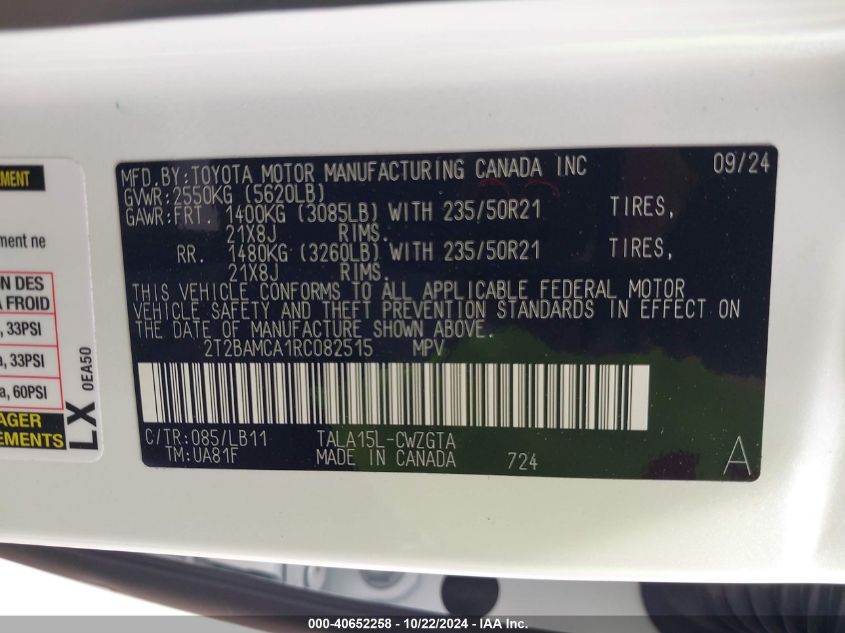 MFD.BY:TOYOTA MOTOR MANUFACTURING CANADA INC 09/24
GVWR:2550KG (5620LB)
GAWR:FRT. 1400KG (3085LB) WITH 235/50R21 TIRES,
21X8J RIMS.
RR. 1480KG (3260LB) WITH 235/50R21 TIRES,
21X8J RIMS.
THIS VEHICLE CONFORMS TO ALL APPLICABLE FEDERAL MOTOR
VEHICLE SAFETY AND THEFT PREVENTION STANDARDS IN EFFECT ON
THE DATE OF MANUFACTURE SHOWN ABOVE.
2T2BAMCA1RC082515 MPV
C/TR:085/LB11 TALA15L-CWZGTA
TM:UA81F MADE IN CANADA 724 A
EMENT
ment ne
N DES
A FROID
, 33PSI
a, 33PSI
a, 60PSI
AGER
EMENTS
LX 0EA50
000-40652258 - 10/22/2024 - IAA Inc.